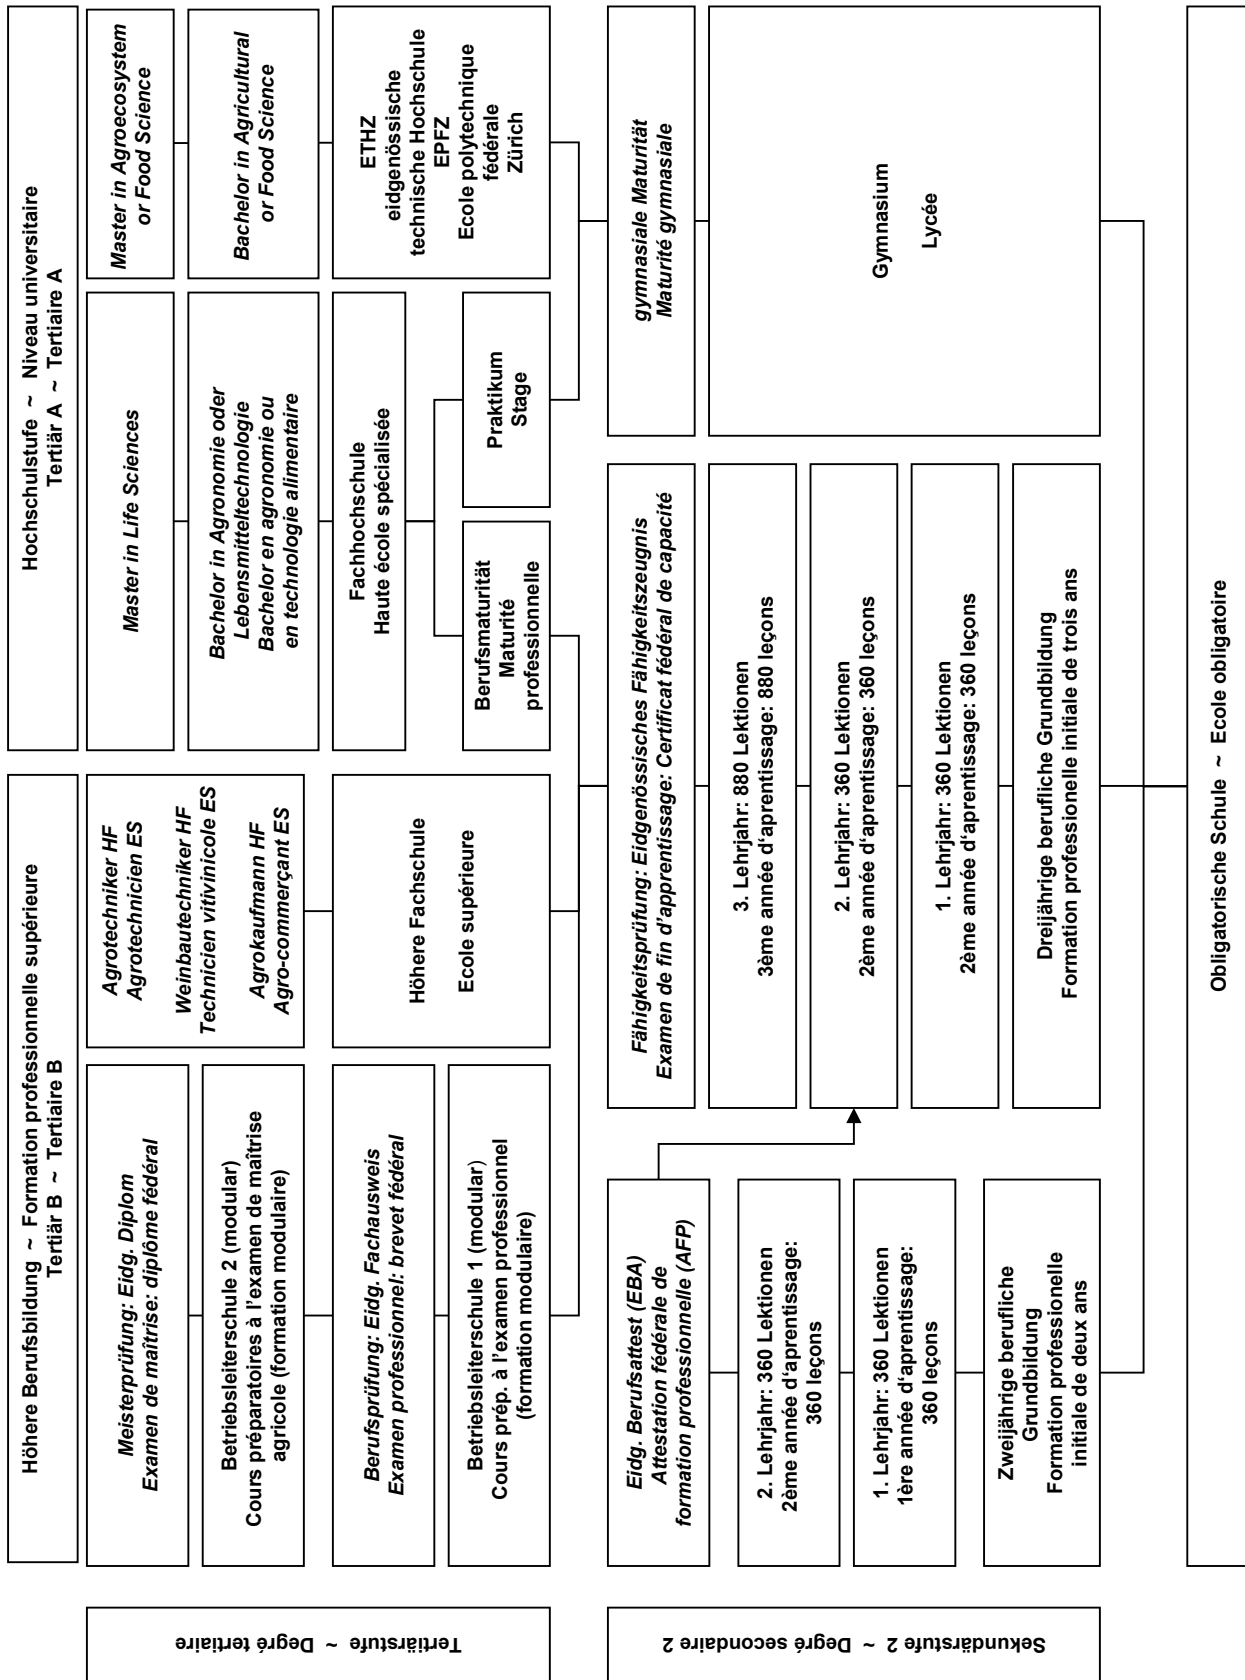 Höhere Berufsbidung ~ Formation professionnelle supérieure
Tertiär B ~ Tertiaire B
Hochschulstufe ~ Niveau universitaire
Tertiär A ~ Tertiaire A
Tertiärstufe ~ Degré tertiaire
Meisterprüfung: Eidg. Diplom
Examen de maîtrise: diplôme fédéral
Betriebsleiterschule 2 (modular)
Cours préparatoires à l'examen de maîtrise
agricole (formation modulaire)
Berufsprüfung: Eidg. Fachausweis
Examen professionnel: brevet fédéral
Betriebsleiterschule 1 (modular)
Cours prép. à l'examen professionnel
(formation modulaire)
Agrotechniker HF
Agrotechnicien ES
Weinbautechniker HF
Technicien vitivinicole ES
Agrokaufmann HF
Agro-commerçant ES
Höhere Fachschule
Ecole supérieure
Master in Life Sciences
Bachelor in Agronomie oder
Lebensmitteltechnologie
Bachelor en agronomie ou
en technologie alimentaire
Fachhochschule
Haute école spécialisée
Berufsmaturität
Maturité
professionnelle
Praktikum
Stage
Master in Agroecosystem
or Food Science
Bachelor in Agricultural
or Food Science
ETHZ
eidgenössische
technische Hochschule
EPFZ
Ecole polytechnique
fédérale
Zürich
Sekundärstufe 2 ~ Degré secondaire 2
Eidg. Berufsattest (EBA)
Attestation fédérale de
formation professionelle (AFP)
2. Lehrjahr: 360 Lektionen
2ème année d'aprentissage:
360 leçons
1. Lehrjahr: 360 Lektionen
1ère année d'aprentissage:
360 leçons
Zweijährige berufliche
Grundbildung
Formation professionelle
initiale de deux ans
Fähigkeitsprüfung: Eidgenössisches Fähigkeitszeugnis
Examen de fin d'apprentissage: Certificat fédéral de capacité
3. Lehrjahr: 880 Lektionen
3ème année d'aprentissage: 880 leçons
2. Lehrjahr: 360 Lektionen
2ème année d'aprentissage: 360 leçons
1. Lehrjahr: 360 Lektionen
2ème année d'aprentissage: 360 leçons
Dreijährige berufliche Grundbildung
Formation professionelle initiale de trois ans
gymnasiale Maturität
Maturité gymnasiale
Gymnasium
Lycée
Obligatorische Schule ~ Ecole obligatoire